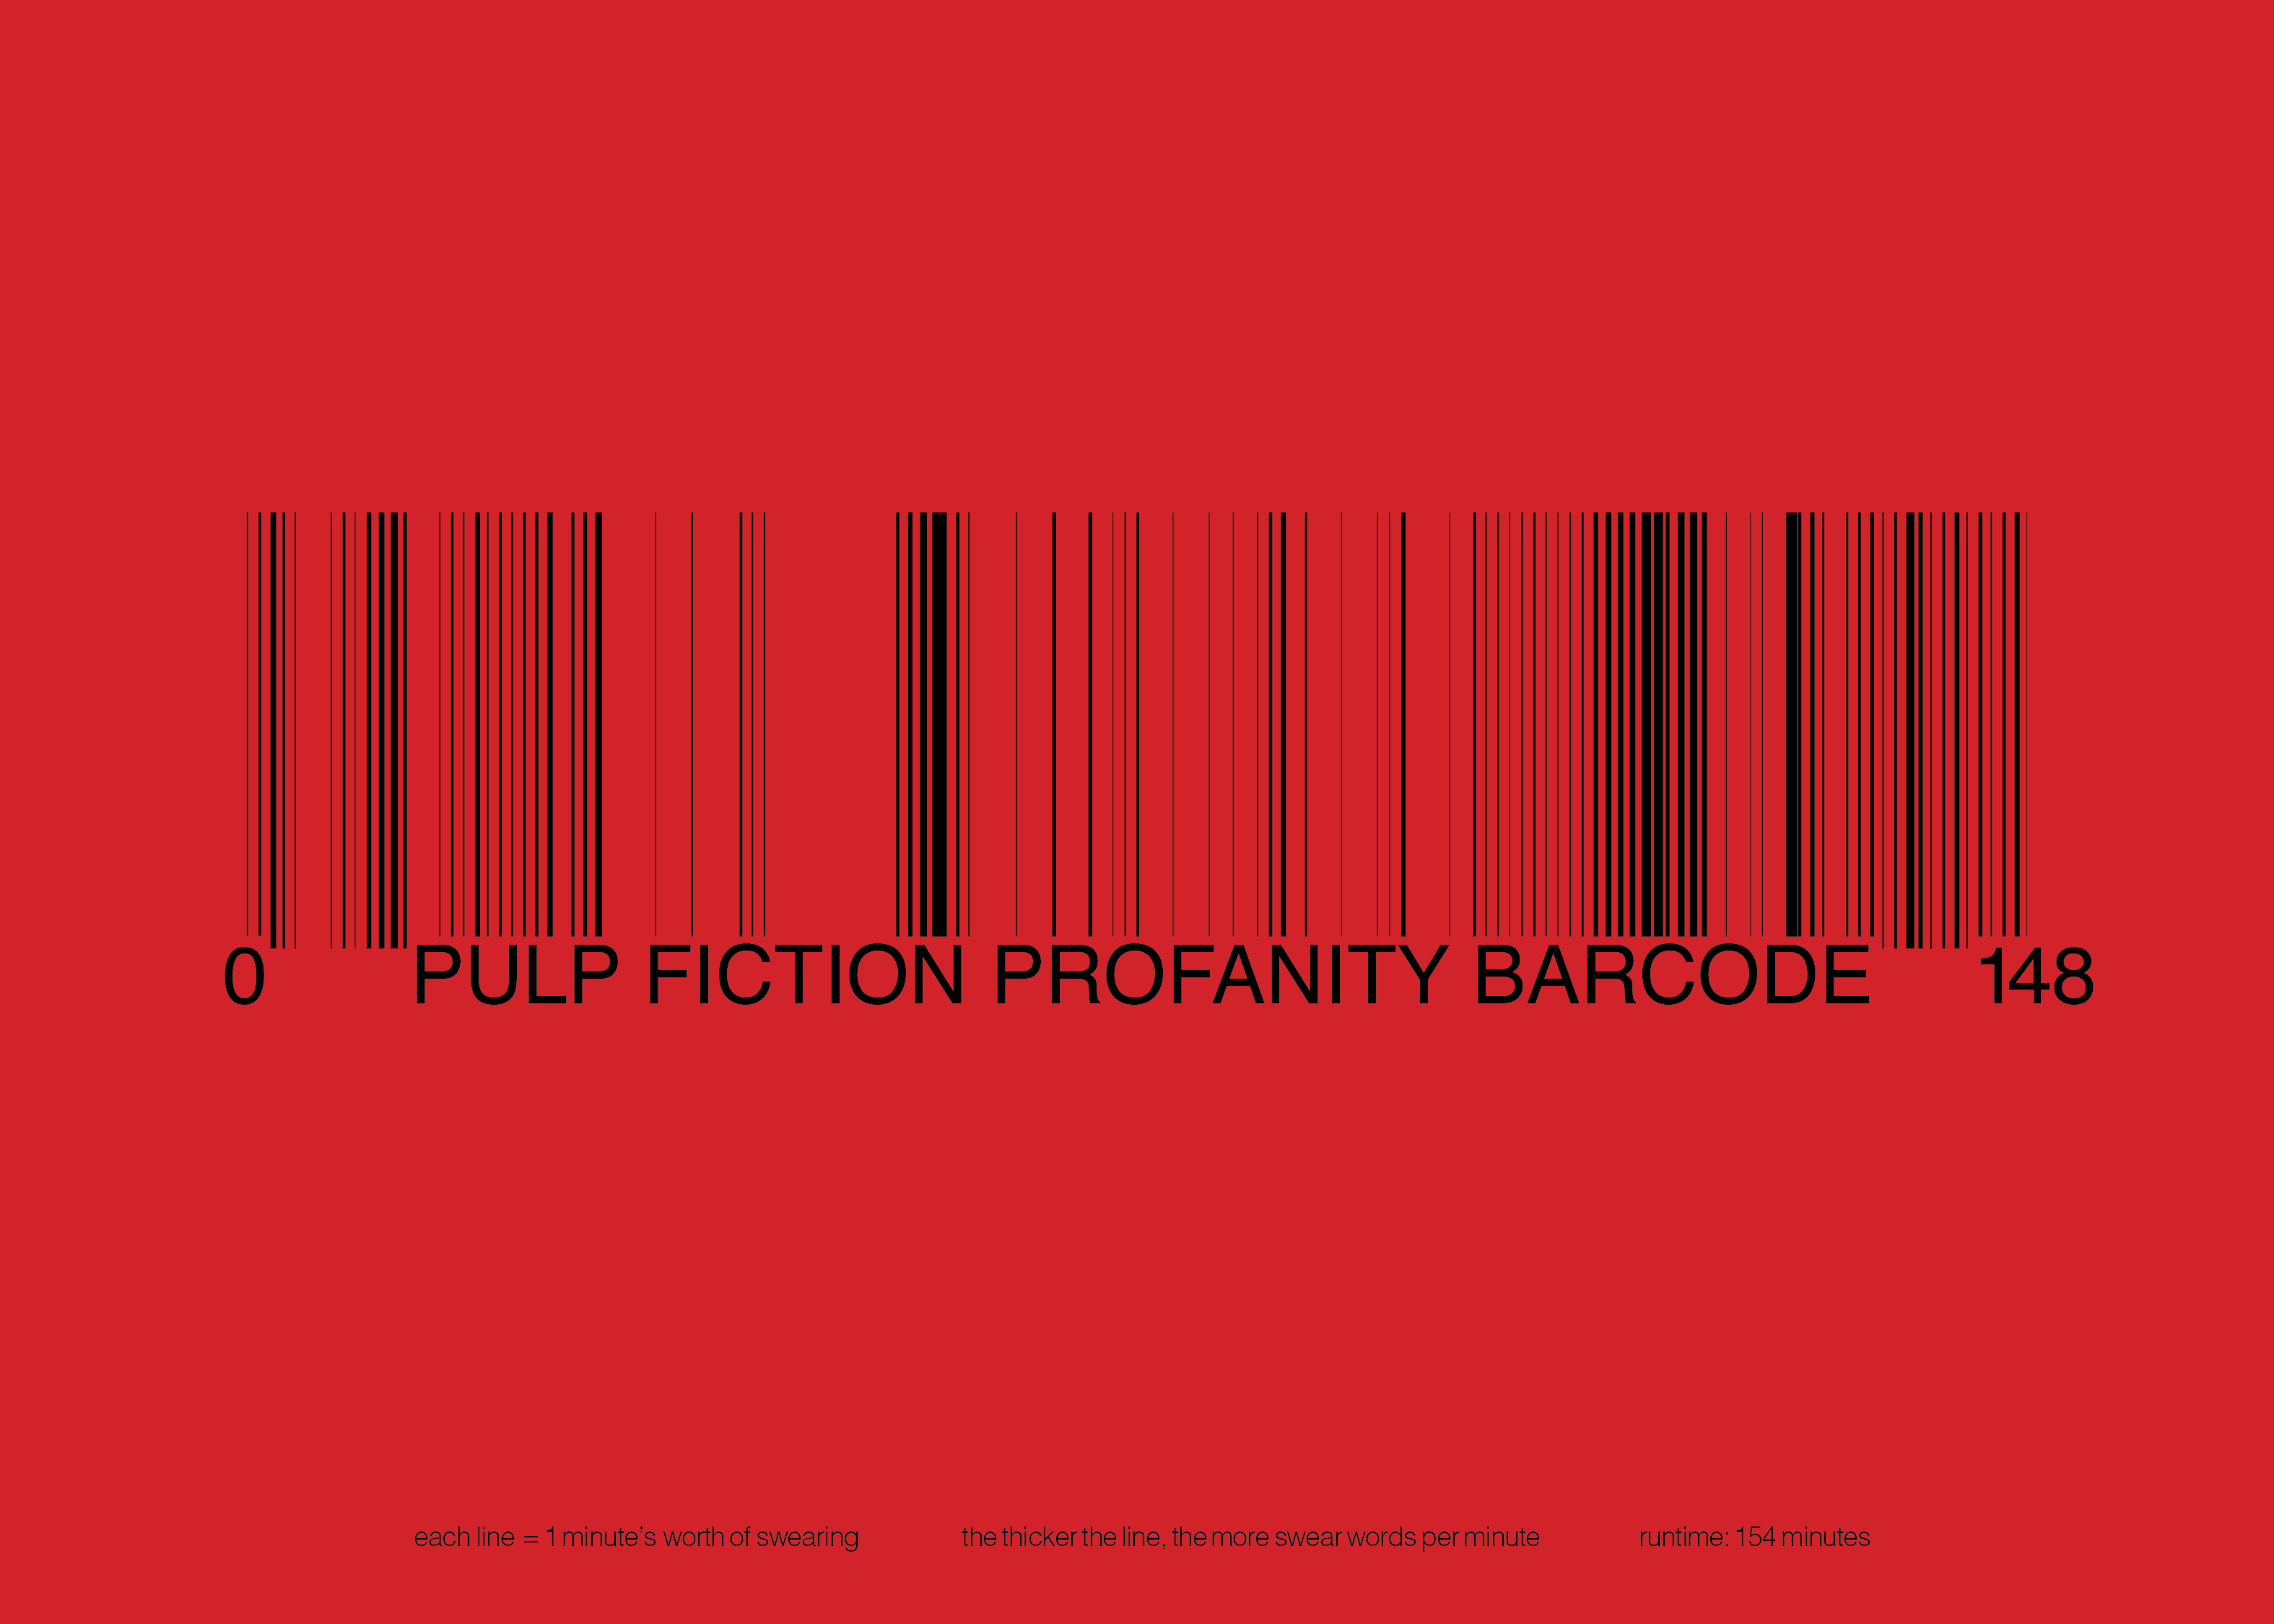 0 PULP FICTION PROFANITY BARCODE 148
each line = 1 minute's worth of swearing the thicker the line, the more swear words per minute runtime: 154 minutes